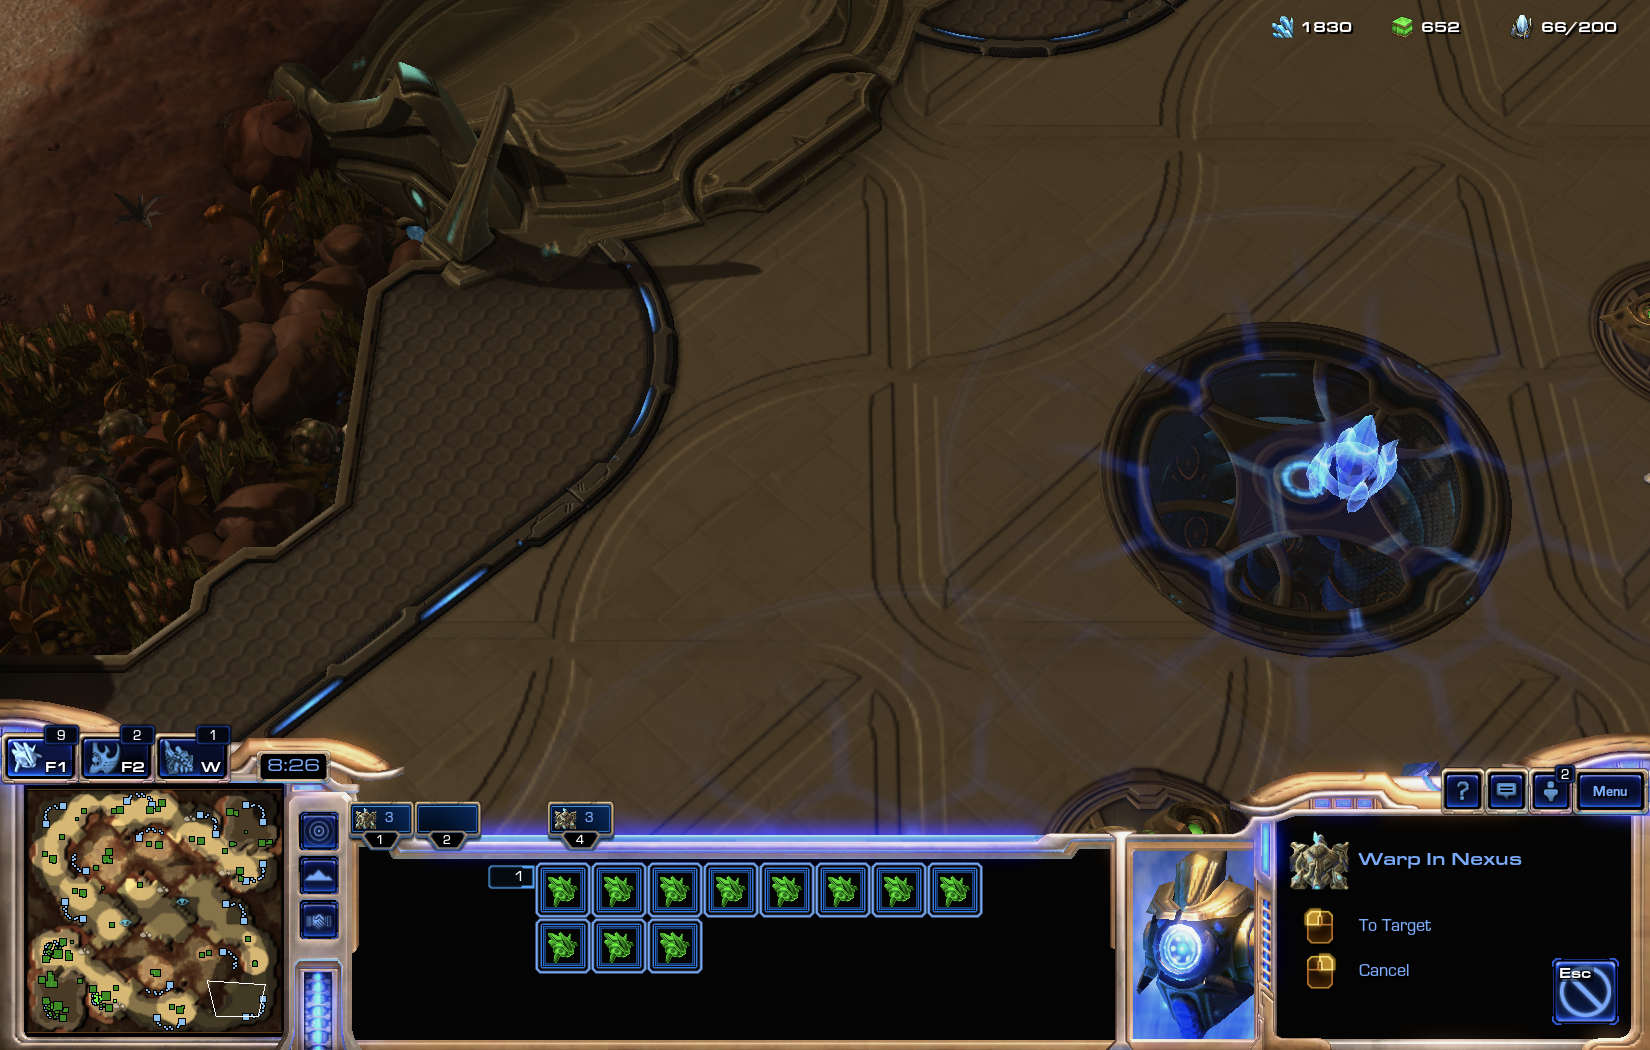 1830 652 66/200
9 2 1
F1 F2 W
8:26
2
? Menu
3 3
1 2 4
1
Warp In Nexus
To Target
Cancel
Esc